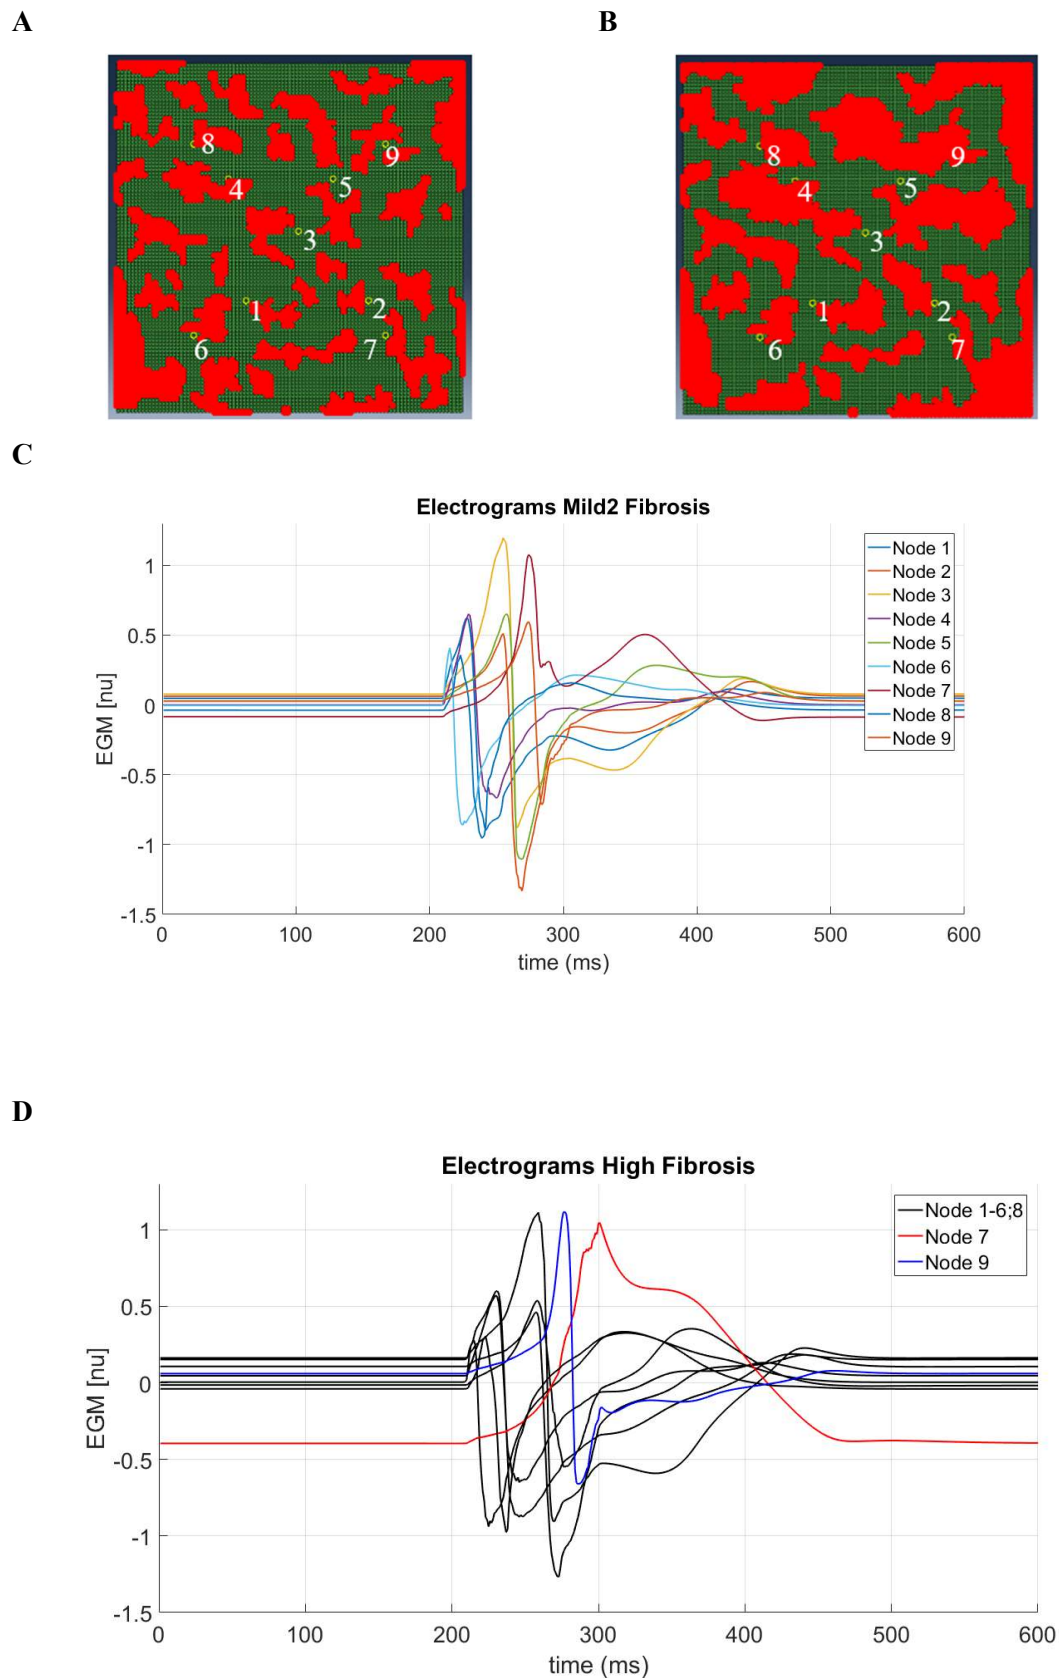 A
B
8
9
4
5
3
1
2
6
7
8
9
4
5
3
1
2
6
7
C
Electrograms Mild2 Fibrosis
EGM [nu]
1
0.5
0
-0.5
-1
-1.5
0 100 200 300 400 500 600
time (ms)
Node 1
Node 2
Node 3
Node 4
Node 5
Node 6
Node 7
Node 8
Node 9
D
Electrograms High Fibrosis
EGM [nu]
1
0.5
0
-0.5
-1
-1.5
0 100 200 300 400 500 600
time (ms)
Node 1-6;8
Node 7
Node 9